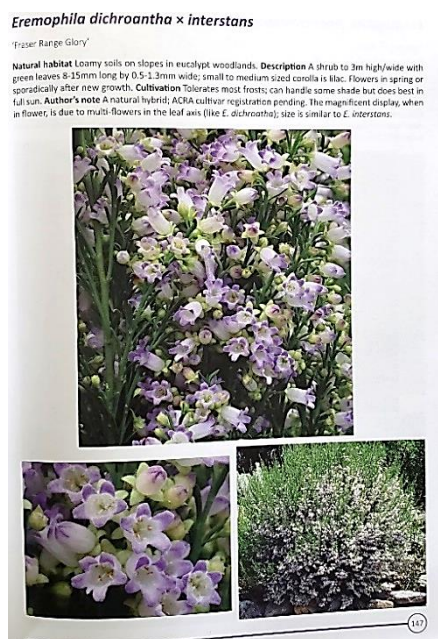 Eremophila dichroantha × interstans
'Fraser Range Glory'
Natural habitat Loamy soils on slopes in eucalypt woodlands. Description A shrub to 3m high/wide with
green leaves 8-15mm long by 0.5-1.3mm wide; small to medium sized corolla is lilac. Flowers in spring or
sporadically after new growth. Cultivation Tolerates most frosts; can handle some shade but does best in
full sun. Author's note A natural hybrid; ACRA cultivar registration pending. The magnificent display, when
in flower, is due to multi-flowers in the leaf axis (like E. dichroatha); size is similar to E. interstans.
147